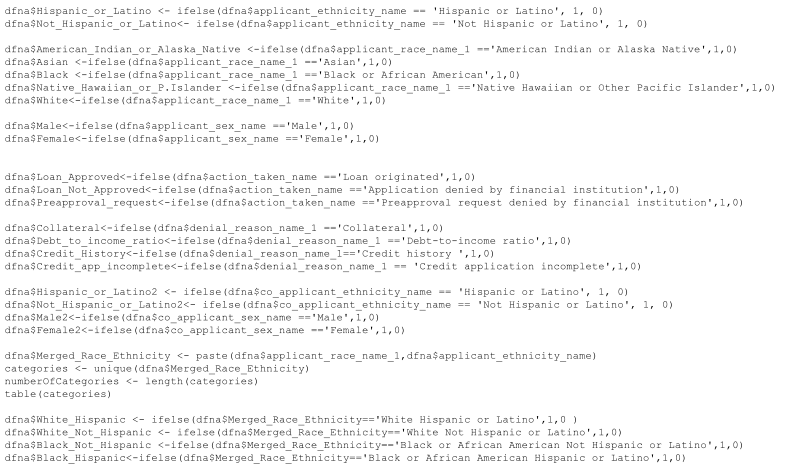 dfna$Hispanic_or_Latino <- ifelse(dfna$applicant_ethnicity_name == 'Hispanic or Latino', 1, 0)
dfna$Not_Hispanic_or_Latino<- ifelse(dfna$applicant_ethnicity_name == 'Not Hispanic or Latino', 1, 0)
dfna$American_Indian_or_Alaska_Native <-ifelse(dfna$applicant_race_name_1 =='American Indian or Alaska Native',1,0)
dfna$Asian <-ifelse(dfna$applicant_race_name_1 =='Asian',1,0)
dfna$Black <-ifelse(dfna$applicant_race_name_1 =='Black or African American',1,0)
dfna$Native_Hawaiian_or_P.Islander <-ifelse(dfna$applicant_race_name_1 =='Native Hawaiian or Other Pacific Islander',1,0)
dfna$White<-ifelse(dfna$applicant_race_name_1 =='White',1,0)
dfna$Male<-ifelse(dfna$applicant_sex_name =='Male',1,0)
dfna$Female<-ifelse(dfna$applicant_sex_name =='Female',1,0)
dfna$Loan_Approved<-ifelse(dfna$action_taken_name =='Loan originated',1,0)
dfna$Loan_Not_Approved<-ifelse(dfna$action_taken_name =='Application denied by financial institution',1,0)
dfna$Preapproval_request<-ifelse(dfna$action_taken_name =='Preapproval request denied by financial institution',1,0)
dfna$Collateral<-ifelse(dfna$denial_reason_name_1 =='Collateral',1,0)
dfna$Debt_to_income_ratio<-ifelse(dfna$denial_reason_name_1 =='Debt-to-income ratio',1,0)
dfna$Credit_History<-ifelse(dfna$denial_reason_name_1=='Credit history ',1,0)
dfna$Credit_app_incomplete<-ifelse(dfna$denial_reason_name_1 == 'Credit application incomplete',1,0)
dfna$Hispanic_or_Latino2 <- ifelse(dfna$co_applicant_ethnicity_name == 'Hispanic or Latino', 1, 0)
dfna$Not_Hispanic_or_Latino2<- ifelse(dfna$co_applicant_ethnicity_name == 'Not Hispanic or Latino', 1, 0)
dfna$Male2<-ifelse(dfna$co_applicant_sex_name =='Male',1,0)
dfna$Female2<-ifelse(dfna$co_applicant_sex_name =='Female',1,0)
dfna$Merged_Race_Ethnicity <- paste(dfna$applicant_race_name_1,dfna$applicant_ethnicity_name)
categories <- unique(dfna$Merged_Race_Ethnicity)
numberOfCategories <- length(categories)
table(categories)
dfna$White_Hispanic <- ifelse(dfna$Merged_Race_Ethnicity=='White Hispanic or Latino',1,0 )
dfna$White_Not_Hispanic <- ifelse(dfna$Merged_Race_Ethnicity=='White Not Hispanic or Latino',1,0)
dfna$Black_Not_Hispanic <-ifelse(dfna$Merged_Race_Ethnicity=='Black or African American Not Hispanic or Latino',1,0)
dfna$Black_Hispanic<-ifelse(dfna$Merged_Race_Ethnicity=='Black or African American Hispanic or Latino',1,0)